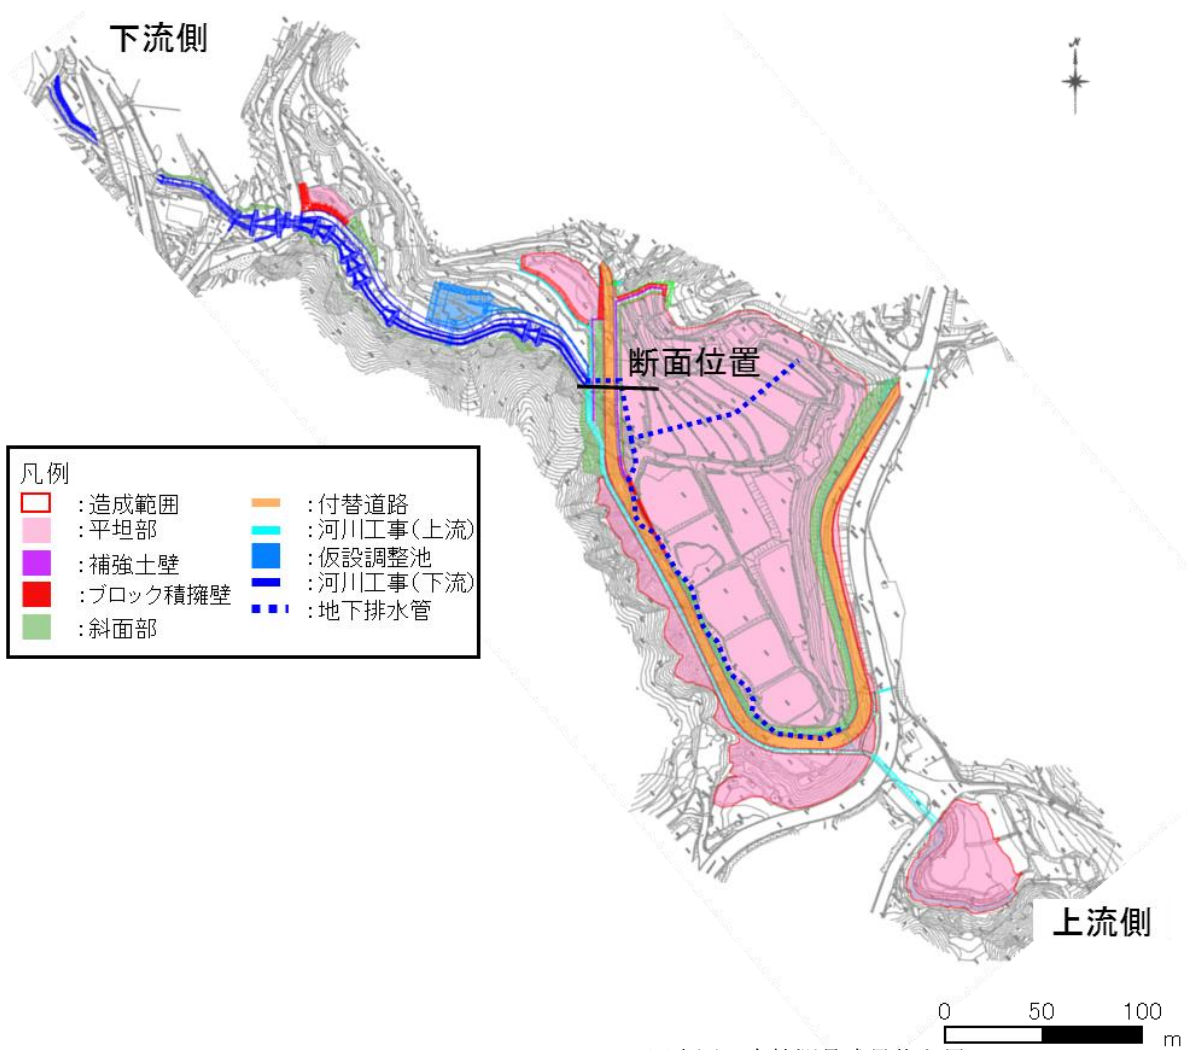 下流側
断面位置
凡例
：造成範囲
：平坦部
：補強土壁
：ブロック積擁壁
：斜面部
：付替道路
：河川工事(上流)
：仮設調整池
：河川工事(下流)
：地下排水管
上流側
0 50 100
m